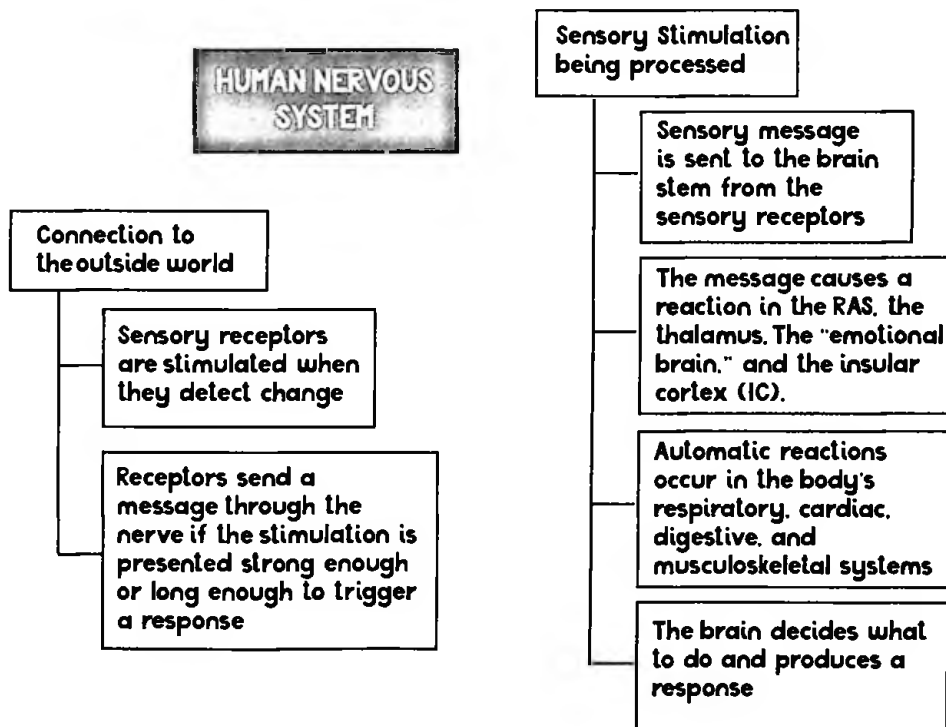 HUMAN NERVOUS
SYSTEM
Connection to
the outside world
Sensory receptors
are stimulated when
they detect change
Receptors send a
message through the
nerve if the stimulation is
presented strong enough
or long enough to trigger
a response
Sensory Stimulation
being processed
Sensory message
is sent to the brain
stem from the
sensory receptors
The message causes a
reaction in the RAS, the
thalamus. The "emotional
brain," and the insular
cortex (IC).
Automatic reactions
occur in the body's
respiratory, cardiac,
digestive, and
musculoskeletal systems
The brain decides what
to do and produces a
response